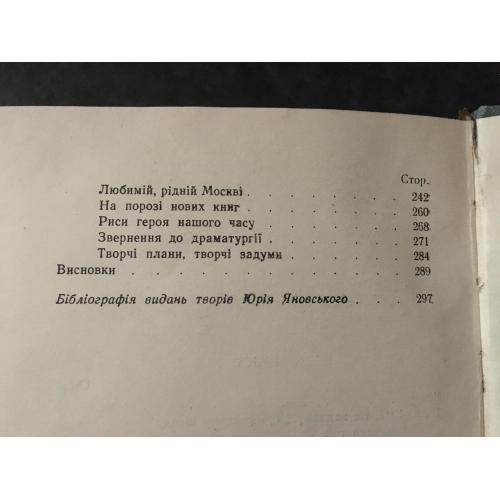 Стор.
Любимій, рідній Москві . . . . . . . 242
На порозі нових книг . . . . . . . 260
Риси героя нашого часу . . . . . . 268
Звернення до драматургії . . . . . . 271
Творчі плани, творчі задуми . . . . . 284
Висновки . . . . . . . . . . . 289
Бібліографія видань творів Юрія Яновського . . . 297